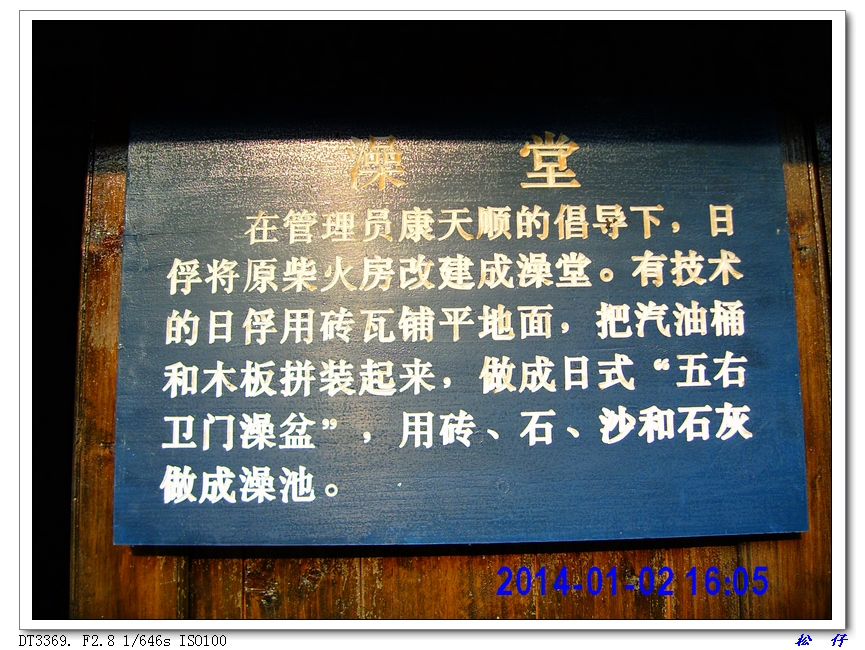 澡 堂
在管理员康天顺的倡导下，日
俘将原柴火房改建成澡堂。有技术
的日俘用砖瓦铺平地面，把汽油桶
和木板拼装起来，做成日式“五右
卫门澡盆”，用砖、石、沙和石灰
做成澡池。
2014-01-02 16:05
DT3369. F2.8 1/646s ISO100
松 仔